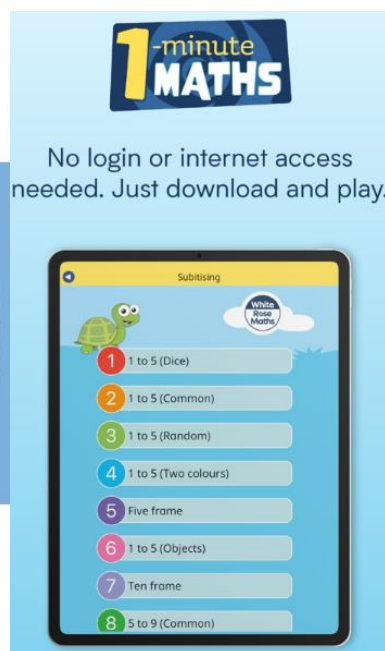 1-minute
MATHS
No login or internet access
needed. Just download and play.
Subitising
White
Rose
Maths
1 1 to 5 (Dice)
2 1 to 5 (Common)
3 1 to 5 (Random)
4 1 to 5 (Two colours)
5 Five frame
6 1 to 5 (Objects)
7 Ten frame
8 5 to 9 (Common)